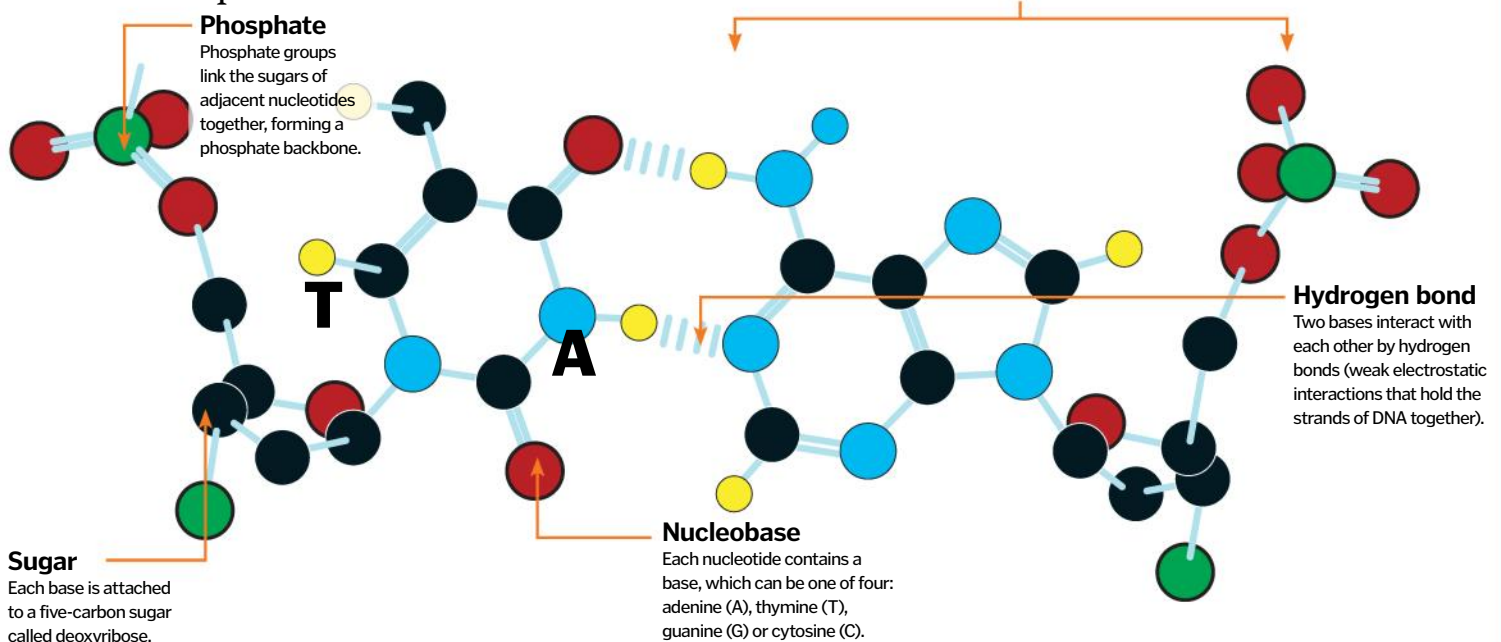 Phosphate
Phosphate groups
link the sugars of
adjacent nucleotides
together, forming a
phosphate backbone.
T
A
Hydrogen bond
Two bases interact with
each other by hydrogen
bonds (weak electrostatic
interactions that hold the
strands of DNA together).
Sugar
Each base is attached
to a five-carbon sugar
called deoxyribose.
Nucleobase
Each nucleotide contains a
base, which can be one of four:
adenine (A), thymine (T),
guanine (G) or cytosine (C).